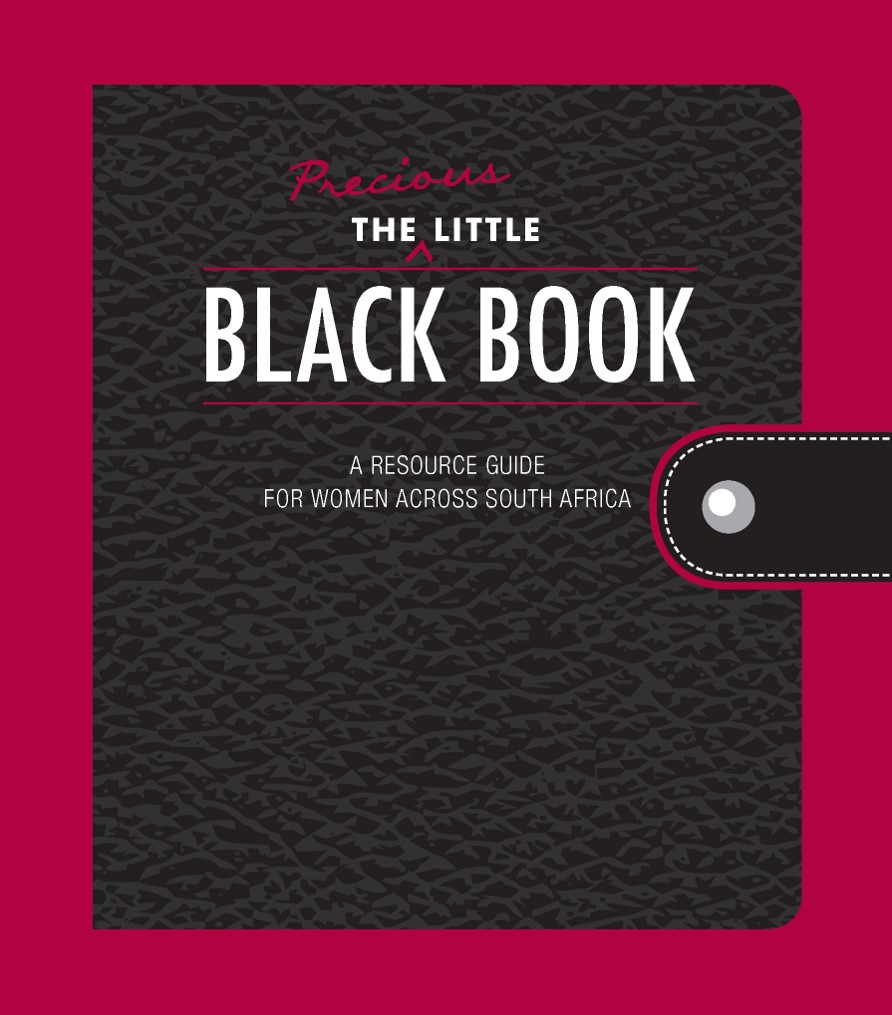 Precious
THE LITTLE
BLACK BOOK
A RESOURCE GUIDE
FOR WOMEN ACROSS SOUTH AFRICA